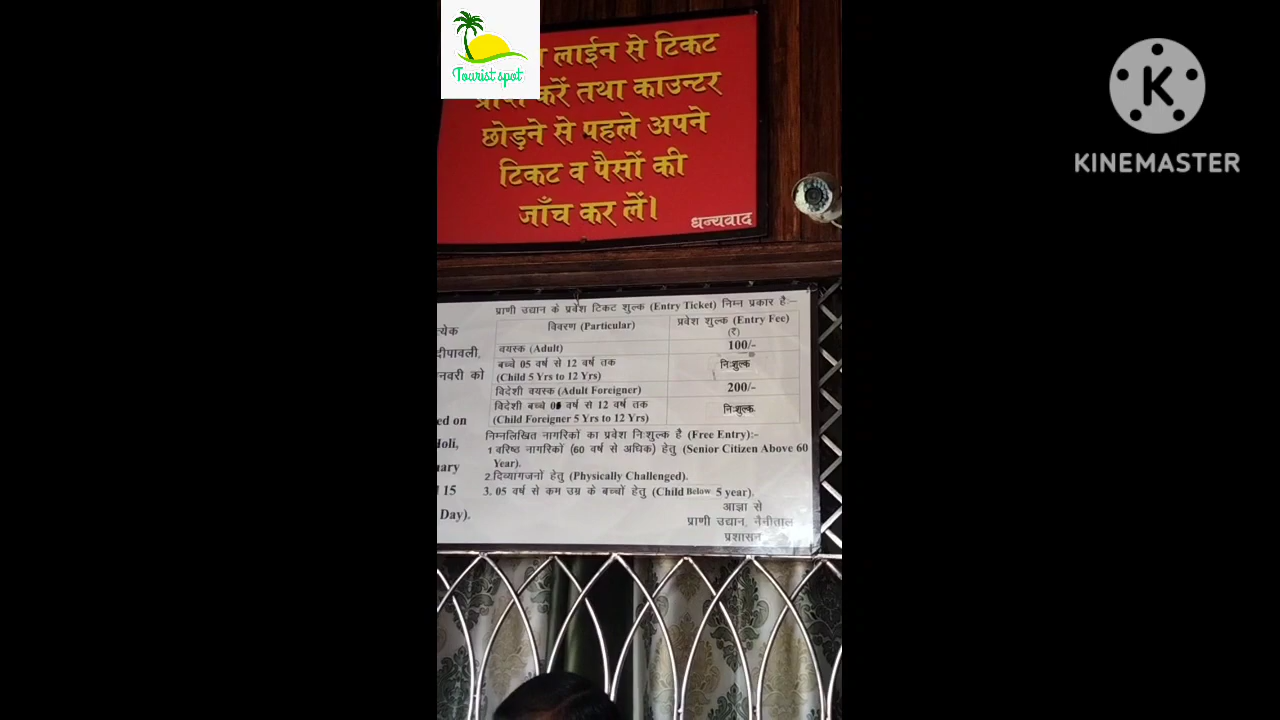 Tourist spot
लाईन से टिकट
करें तथा काउन्टर
छोड़ने से पहले अपने
टिकट व पैसों की
जाँच कर लें।
धन्यवाद
KINEMASTER
प्राणी उद्यान के प्रवेश टिकट शुल्क (Entry Ticket) निम्न प्रकार है:–
विवरण (Particular) प्रवेश शुल्क (Entry Fee) (₹)
वयस्क (Adult) 100/-
बच्चे 05 वर्ष से 12 वर्ष तक
(Child 5 Yrs to 12 Yrs) निःशुल्क
विदेशी वयस्क (Adult Foreigner) 200/-
विदेशी बच्चे 05 वर्ष से 12 वर्ष तक
(Child Foreigner 5 Yrs to 12 Yrs) निःशुल्क
निम्नलिखित नागरिकों का प्रवेश निःशुल्क है (Free Entry):-
1 वरिष्ठ नागरिकों (60 वर्ष से अधिक) हेतु (Senior Citizen Above 60
Year).
2. दिव्यागजनों हेतु (Physically Challenged).
3. 05 वर्ष से कम उम्र के बच्चों हेतु (Child Below 5 year).
आज्ञा से
प्राणी उद्यान, नैनीताल
प्रशासन
दीपावली,
को
on
Holi,
15
Day).